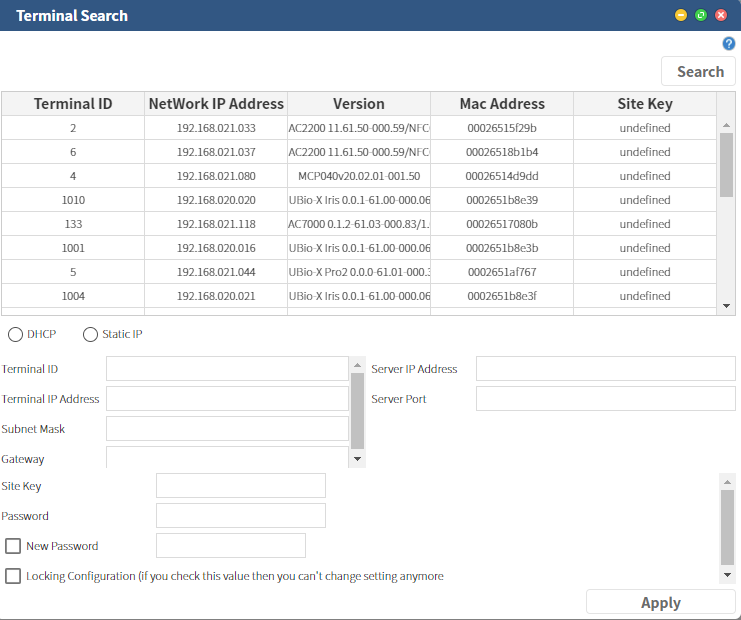 Terminal Search
Search
Terminal ID NetWork IP Address Version Mac Address Site Key
2 192.168.021.033 AC2200 11.61.50-000.59/NFC 00026515f29b undefined
6 192.168.021.037 AC2200 11.61.50-000.59/NFC 00026518b1b4 undefined
4 192.168.021.080 MCP040v20.02.01-001.50 00026514d9dd undefined
1010 192.168.020.020 UBio-X Iris 0.0.1-61.00-000.06 0002651b8e39 undefined
133 192.168.021.118 AC7000 0.1.2-61.03-000.83/1. 00026517080b undefined
1001 192.168.020.016 UBio-X Iris 0.0.1-61.00-000.06 0002651b8e3b undefined
5 192.168.021.044 UBio-X Pro2 0.0.0-61.01-000. 0002651af767 undefined
1004 192.168.020.021 UBio-X Iris 0.0.1-61.00-000.06 0002651b8e3f undefined
DHCP Static IP
Terminal ID Server IP Address
Terminal IP Address Server Port
Subnet Mask
Gateway
Site Key
Password
New Password
Locking Configuration (if you check this value then you can't change setting anymore
Apply